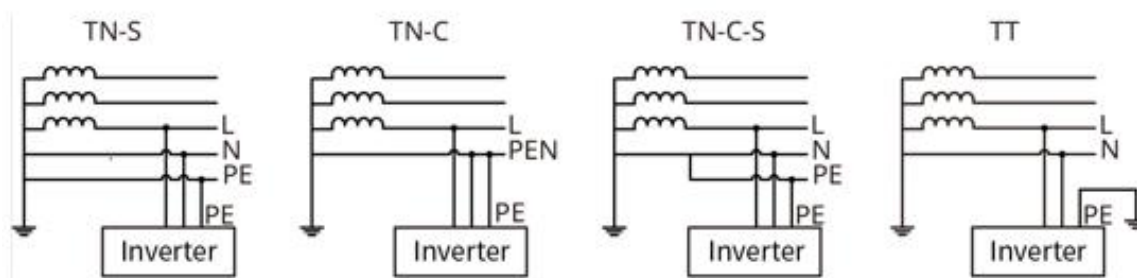 TN-S
TN-C
TN-C-S
TT
L
N
PE
PE
Inverter
L
PEN
PE
Inverter
L
N
PE
PE
Inverter
L
N
PE
Inverter